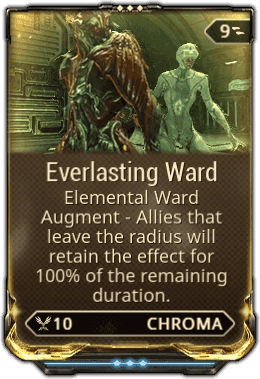 9
Everlasting Ward
Elemental Ward
Augment - Allies that
leave the radius will
retain the effect for
100% of the remaining
duration.
10 CHROMA